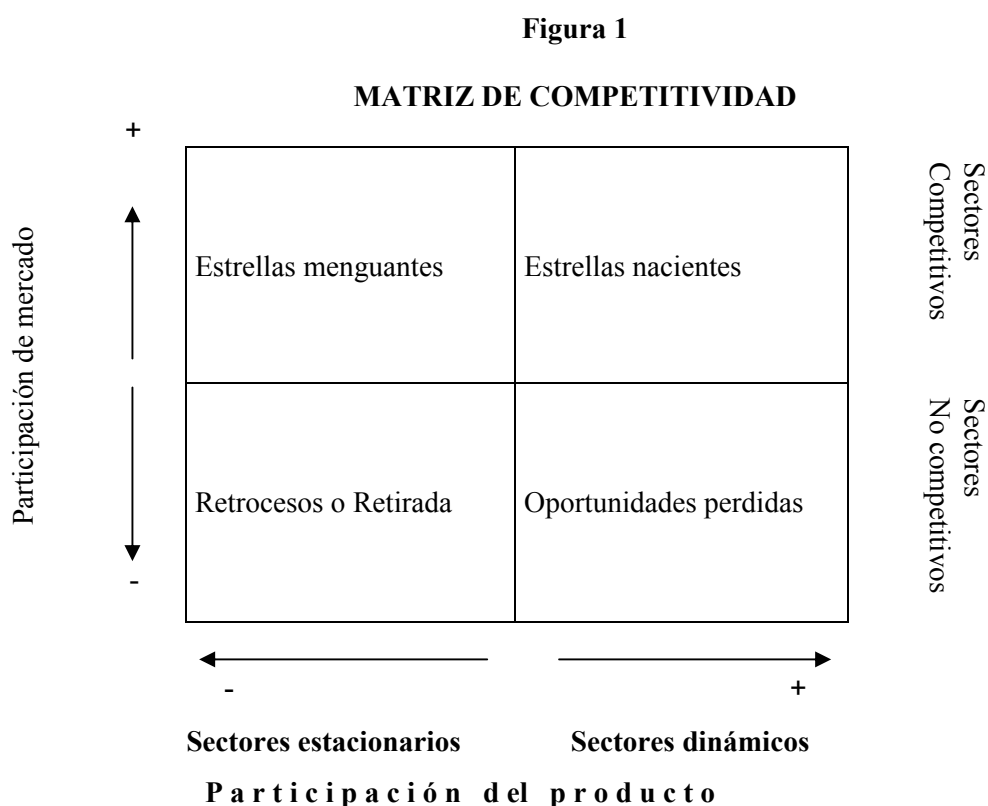 Figura 1
MATRIZ DE COMPETITIVIDAD
+
Participación de mercado
Estrellas menguantes
Estrellas nacientes
Sectores
Competitivos
Retrocesos o Retirada
Oportunidades perdidas
Sectores
No competitivos
-
-
+
Sectores estacionarios
Sectores dinámicos
Participación del producto